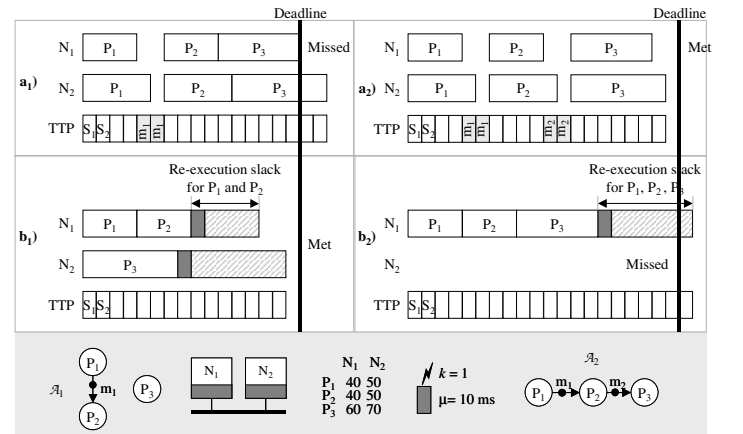 Deadline Deadline
N1 P1 P2 P3 Missed N1 P1 P2 P3 Met
a1) N2 P1 P2 P3 a2) N2 P1 P2 P3
TTP S1 S2 m1 m1 TTP S1 S2 m1 m1 m2 m2
Re-execution slack
for P1 and P2
Re-execution slack
for P1, P2 , P3
b1) N1 P1 P2 Met b2) N1 P1 P2 P3
N2 P3 N2 Missed
TTP S1 S2 TTP S1 S2
A1 P1 m1 P2 P3
N1 N2
N1 N2
P1 40 50
P2 40 50
P3 60 70
k = 1
μ= 10 ms
A2
P1 m1 P2 m2 P3